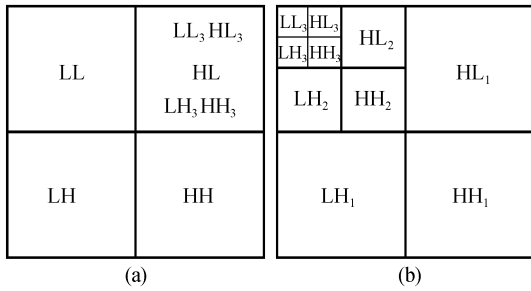 LL₃ HL₃
LL HL
LH₃ HH₃
LH HH
(a)
LL₃ HL₃ HL₂
LH₃ HH₃
HL₁
LH₂ HH₂
LH₁ HH₁
(b)